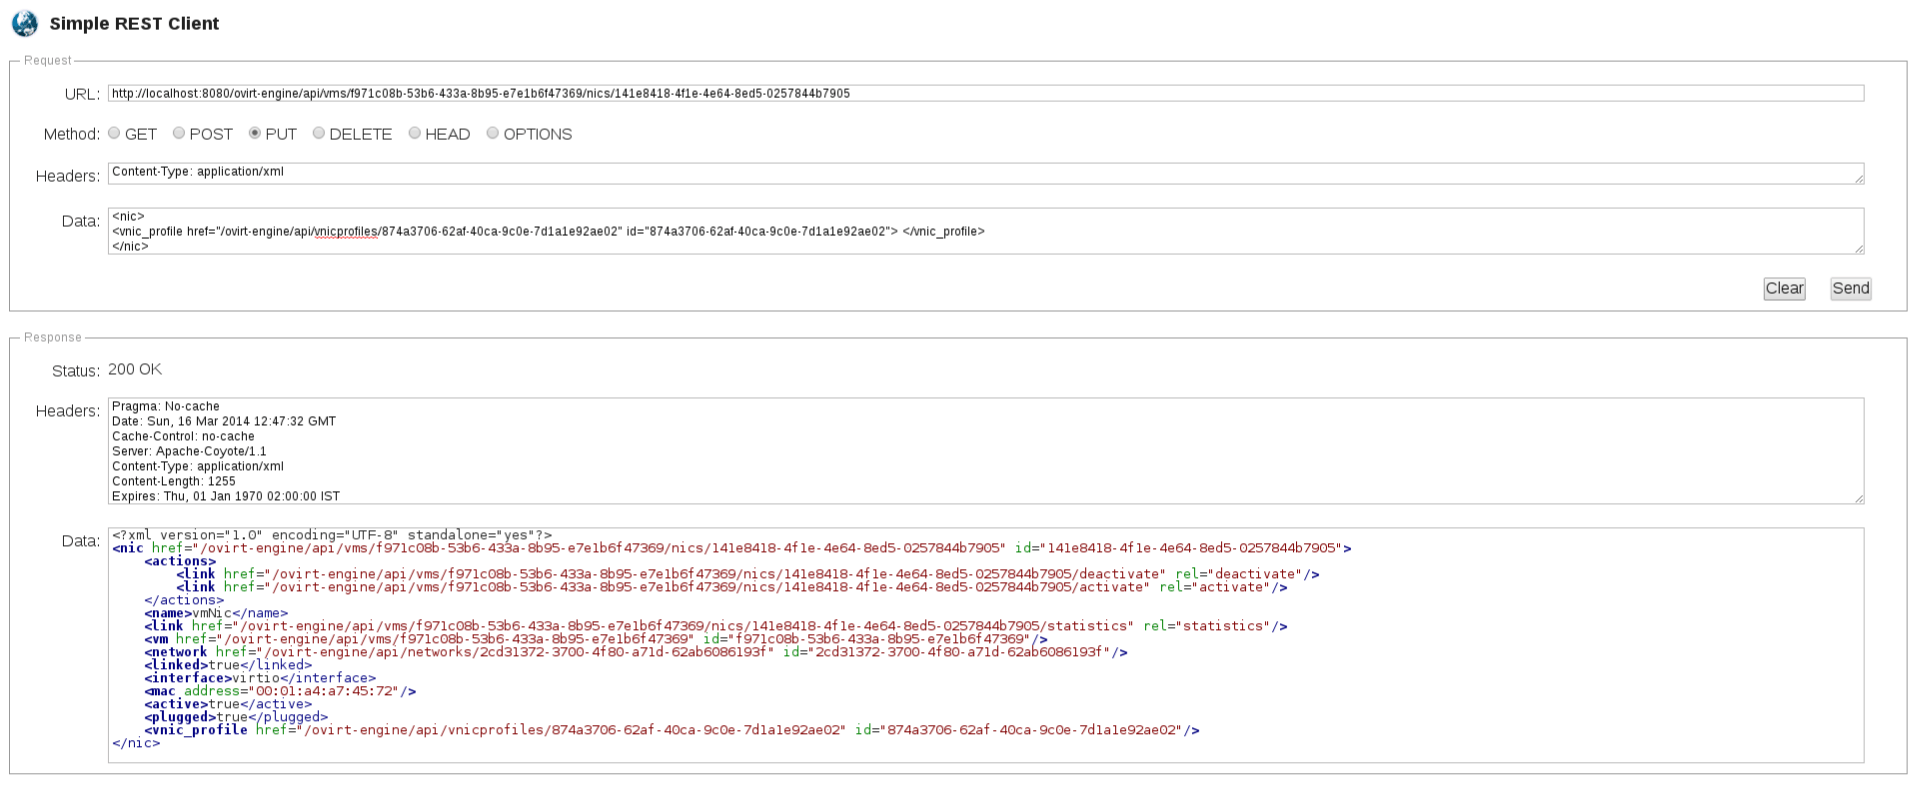 Simple REST Client
Request
URL: http://localhost:8080/ovirt-engine/api/vms/f971c08b-53b6-433a-8b95-e7e1b6f47369/nics/141e8418-4f1e-4e64-8ed5-0257844b7905
Method: GET POST PUT DELETE HEAD OPTIONS
Headers: Content-Type: application/xml
Data: <nic>
<vnic_profile href="/ovirt-engine/api/vnicprofiles/874a3706-62af-40ca-9c0e-7d1a1e92ae02" id="874a3706-62af-40ca-9c0e-7d1a1e92ae02"> </vnic_profile>
</nic>
Clear Send
Response
Status: 200 OK
Headers: Pragma: No-cache
Date: Sun, 16 Mar 2014 12:47:32 GMT
Cache-Control: no-cache
Server: Apache-Coyote/1.1
Content-Type: application/xml
Content-Length: 1255
Expires: Thu, 01 Jan 1970 02:00:00 IST
Data: <?xml version="1.0" encoding="UTF-8" standalone="yes"?>
<nic href="/ovirt-engine/api/vms/f971c08b-53b6-433a-8b95-e7e1b6f47369/nics/141e8418-4f1e-4e64-8ed5-0257844b7905" id="141e8418-4f1e-4e64-8ed5-0257844b7905">
<actions>
<link href="/ovirt-engine/api/vms/f971c08b-53b6-433a-8b95-e7e1b6f47369/nics/141e8418-4f1e-4e64-8ed5-0257844b7905/deactivate" rel="deactivate"/>
<link href="/ovirt-engine/api/vms/f971c08b-53b6-433a-8b95-e7e1b6f47369/nics/141e8418-4f1e-4e64-8ed5-0257844b7905/activate" rel="activate"/>
</actions>
<name>vmNic</name>
<link href="/ovirt-engine/api/vms/f971c08b-53b6-433a-8b95-e7e1b6f47369/nics/141e8418-4f1e-4e64-8ed5-0257844b7905/statistics" rel="statistics"/>
<vm href="/ovirt-engine/api/vms/f971c08b-53b6-433a-8b95-e7e1b6f47369" id="f971c08b-53b6-433a-8b95-e7e1b6f47369"/>
<network href="/ovirt-engine/api/networks/2cd31372-3700-4f80-a71d-62ab6086193f" id="2cd31372-3700-4f80-a71d-62ab6086193f"/>
<linked>true</linked>
<interface>virtio</interface>
<mac address="00:01:a4:a7:45:72"/>
<active>true</active>
<plugged>true</plugged>
<vnic_profile href="/ovirt-engine/api/vnicprofiles/874a3706-62af-40ca-9c0e-7d1a1e92ae02" id="874a3706-62af-40ca-9c0e-7d1a1e92ae02"/>
</nic>